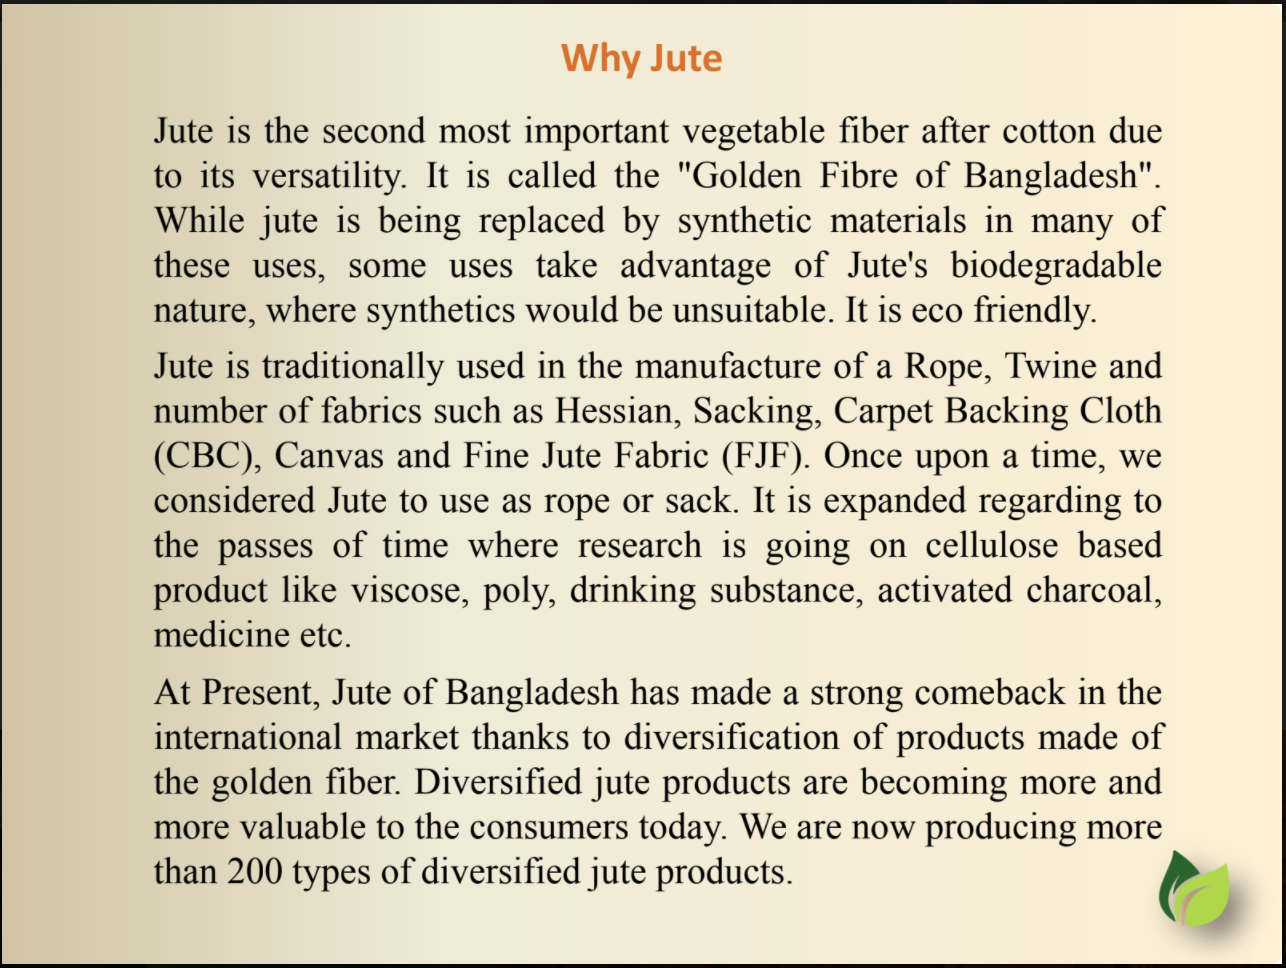 Why Jute
Jute is the second most important vegetable fiber after cotton due
to its versatility. It is called the "Golden Fibre of Bangladesh".
While jute is being replaced by synthetic materials in many of
these uses, some uses take advantage of Jute's biodegradable
nature, where synthetics would be unsuitable. It is eco friendly.
Jute is traditionally used in the manufacture of a Rope, Twine and
number of fabrics such as Hessian, Sacking, Carpet Backing Cloth
(CBC), Canvas and Fine Jute Fabric (FJF). Once upon a time, we
considered Jute to use as rope or sack. It is expanded regarding to
the passes of time where research is going on cellulose based
product like viscose, poly, drinking substance, activated charcoal,
medicine etc.
At Present, Jute of Bangladesh has made a strong comeback in the
international market thanks to diversification of products made of
the golden fiber. Diversified jute products are becoming more and
more valuable to the consumers today. We are now producing more
than 200 types of diversified jute products.